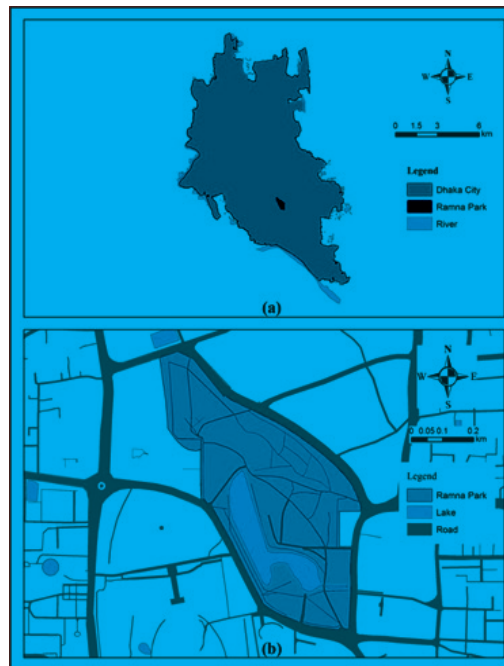 N
W E
S
0 1.5 3 6
km
Legend
Dhaka City
Ramna Park
River
(a)
N
W E
S
0 0.05 0.1 0.2
km
Legend
Ramna Park
Lake
Road
(b)